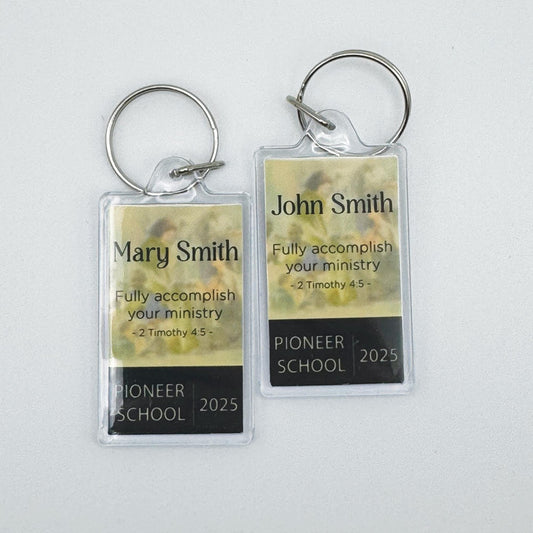 Mary Smith
Fully accomplish
your ministry
- 2 Timothy 4:5 -
PIONEER
SCHOOL
2025
John Smith
Fully accomplish
your ministry
- 2 Timothy 4:5 -
PIONEER
SCHOOL
2025